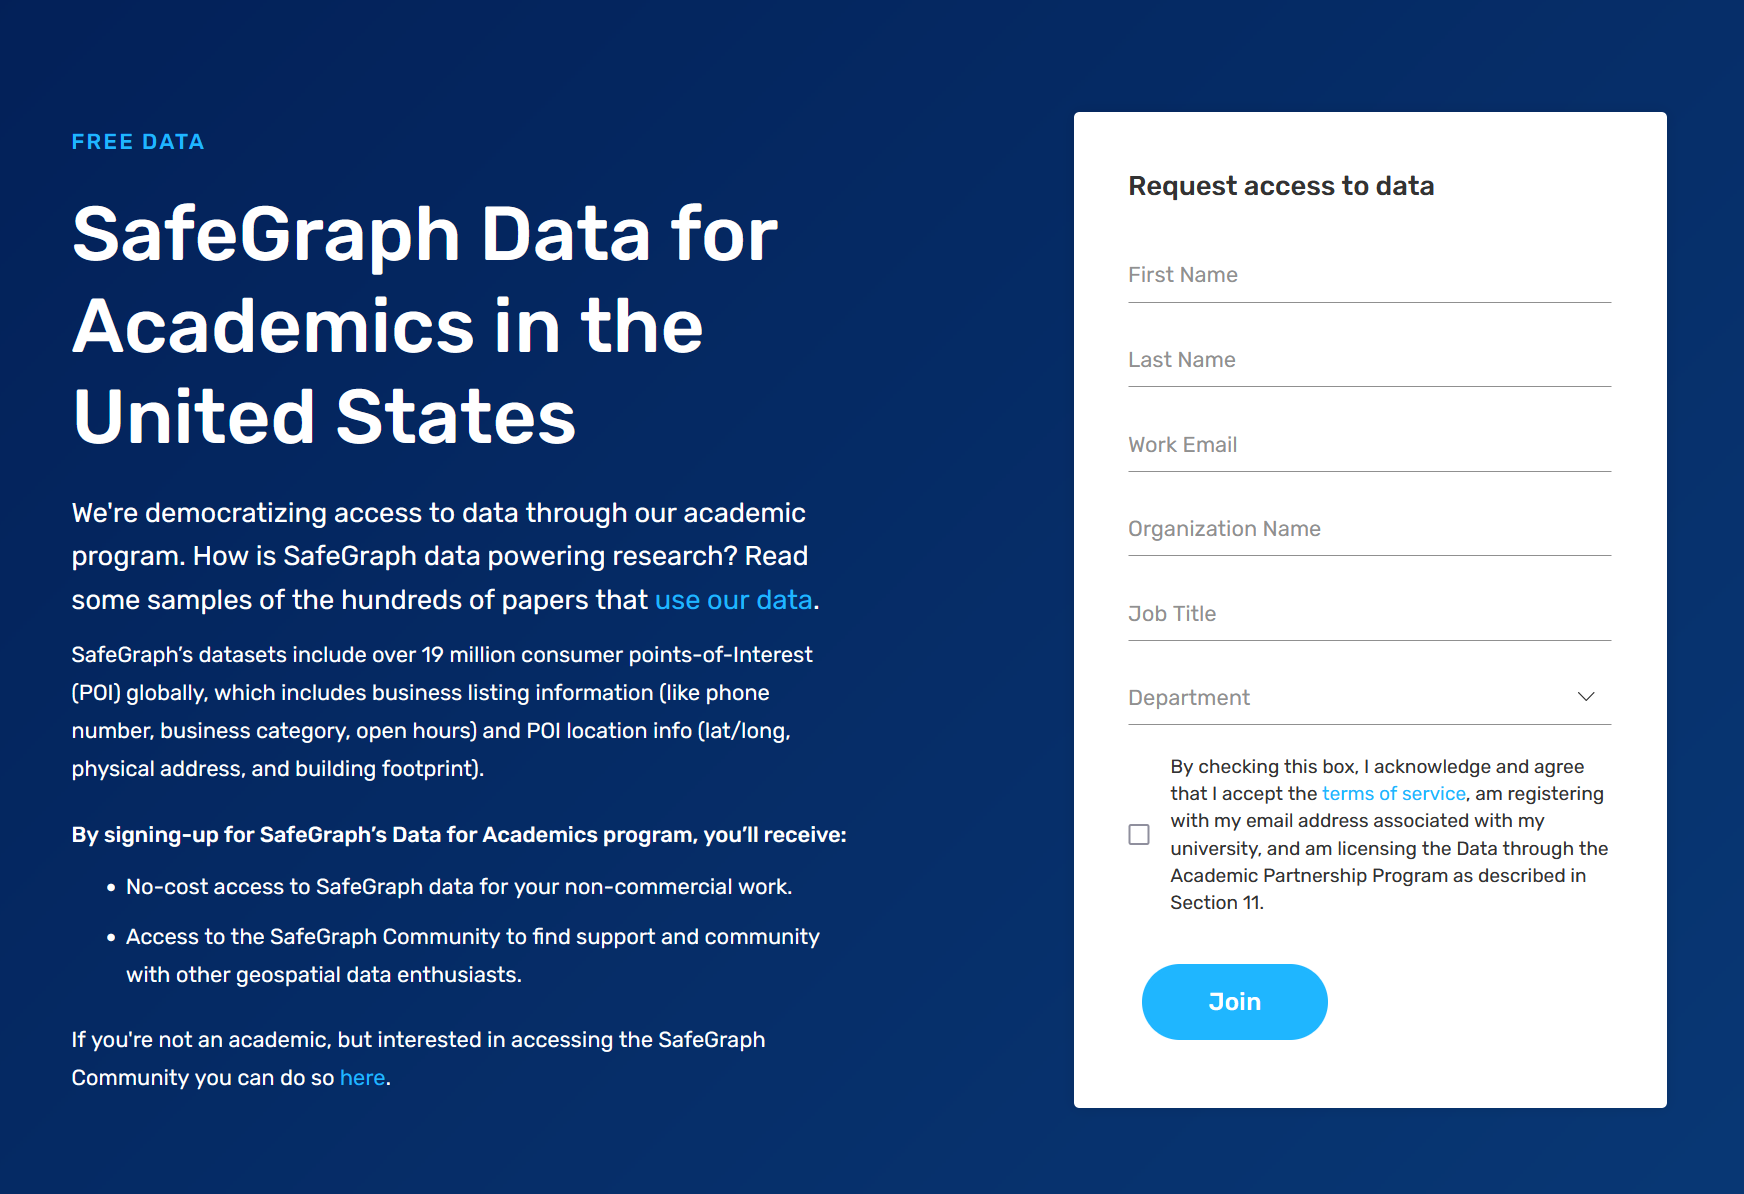 FREE DATA
SafeGraph Data for
Academics in the
United States
We're democratizing access to data through our academic
program. How is SafeGraph data powering research? Read
some samples of the hundreds of papers that use our data.
SafeGraph’s datasets include over 19 million consumer points-of-Interest
(POI) globally, which includes business listing information (like phone
number, business category, open hours) and POI location info (lat/long,
physical address, and building footprint).
By signing-up for SafeGraph’s Data for Academics program, you’ll receive:
• No-cost access to SafeGraph data for your non-commercial work.
• Access to the SafeGraph Community to find support and community
with other geospatial data enthusiasts.
If you're not an academic, but interested in accessing the SafeGraph
Community you can do so here.
Request access to data
First Name
Last Name
Work Email
Organization Name
Job Title
Department
By checking this box, I acknowledge and agree
that I accept the terms of service, am registering
with my email address associated with my
university, and am licensing the Data through the
Academic Partnership Program as described in
Section 11.
Join